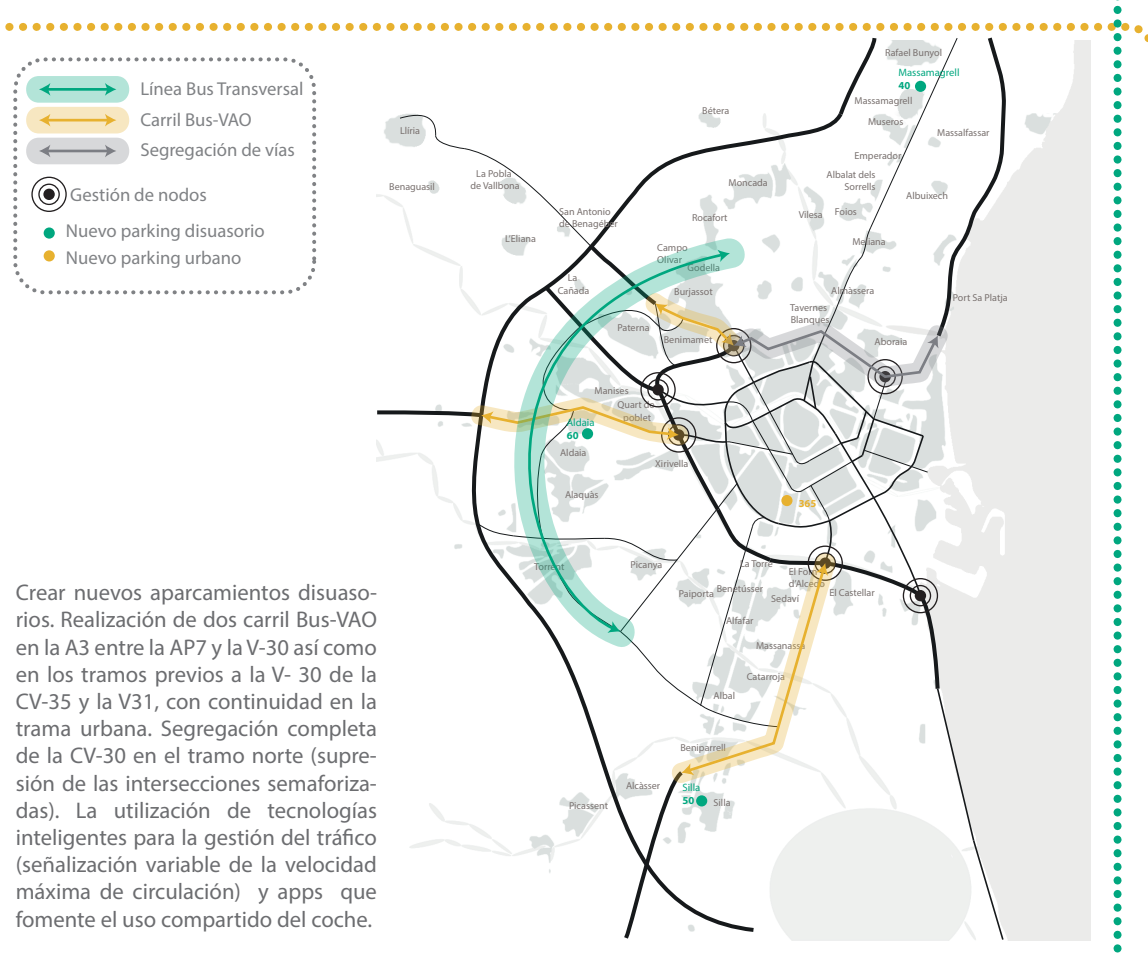 Línea Bus Transversal
Carril Bus-VAO
Segregación de vías
Gestión de nodos
Nuevo parking disuasorio
Nuevo parking urbano
Crear nuevos aparcamientos disuaso-
rios. Realización de dos carril Bus-VAO
en la A3 entre la AP7 y la V-30 así como
en los tramos previos a la V- 30 de la
CV-35 y la V31, con continuidad en la
trama urbana. Segregación completa
de la CV-30 en el tramo norte (supre-
sión de las intersecciones semaforiza-
das). La utilización de tecnologías
inteligentes para la gestión del tráfico
(señalización variable de la velocidad
máxima de circulación) y apps que
fomente el uso compartido del coche.
Rafael Bunyol
Massamagrell
40
Massamagrell
Museros
Massalfassar
Bétera
Llíria
Emperador
La Pobla
de Vallbona
Benaguasil
Moncada
Albalat dels
Sorrells
Albuixech
San Antonio
de Benagéber
Rocafort
Vilesa
Foios
L'Eliana
Meliana
Campo
Olivar
Godella
La
Cañada
Burjassot
Almàssera
Port Sa Platja
Tavernes
Blanques
Paterna
Benimamet
Aboraia
Manises
Quart de
poblet
Aldaia
60
Aldaia
Xirivella
Alaquàs
365
Torrent
Picanya
La Torre
El Forn
d'Alcedo
Paiporta
Benetússer
Sedaví
El Castellar
Alfafar
Massanassa
Catarroja
Albal
Beniparrell
Alcàsser
Silla
50
Silla
Picassent